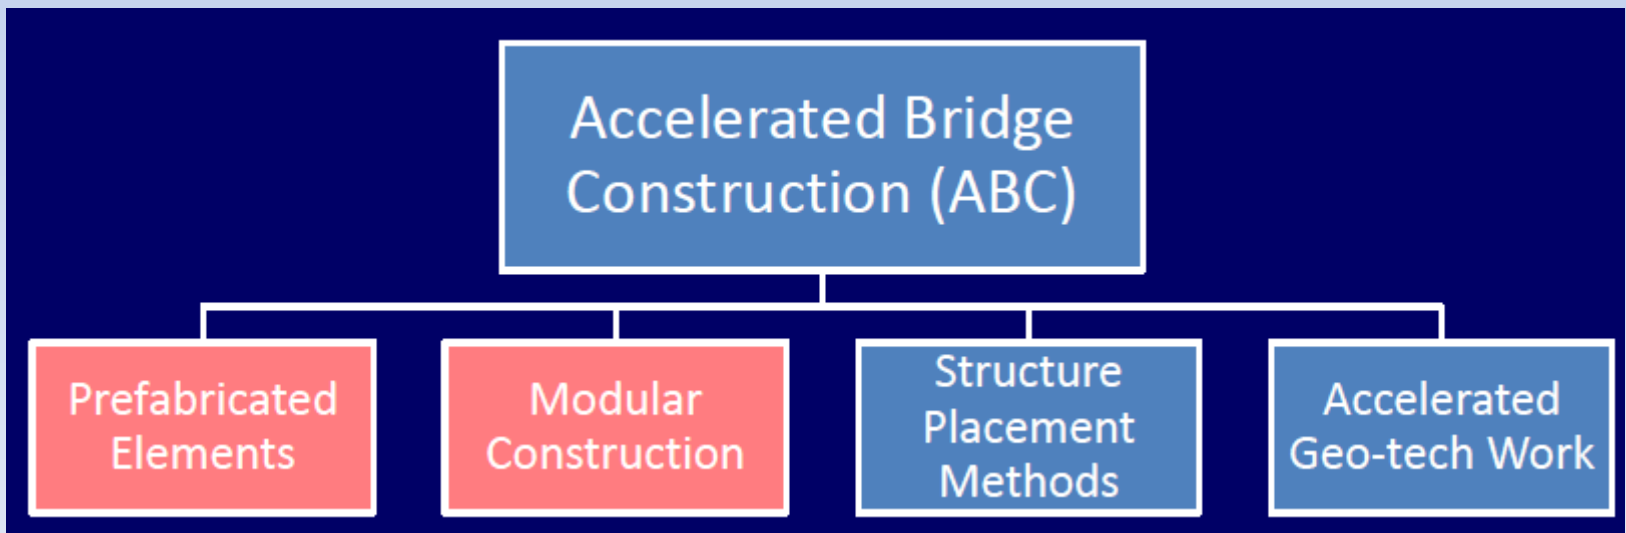 Accelerated Bridge
Construction (ABC)
Prefabricated
Elements
Modular
Construction
Structure
Placement
Methods
Accelerated
Geo-tech Work